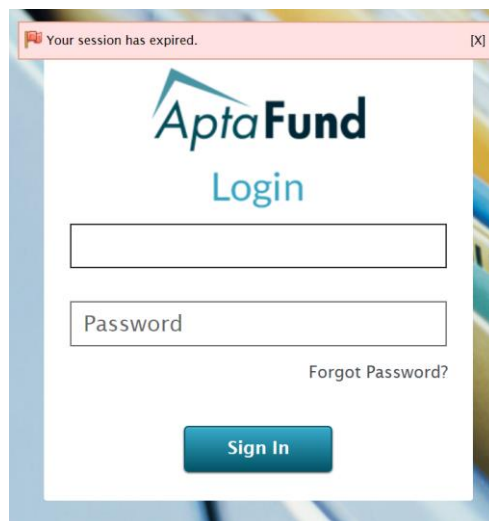 Your session has expired. [X]
AptaFund
Login
Password
Forgot Password?
Sign In